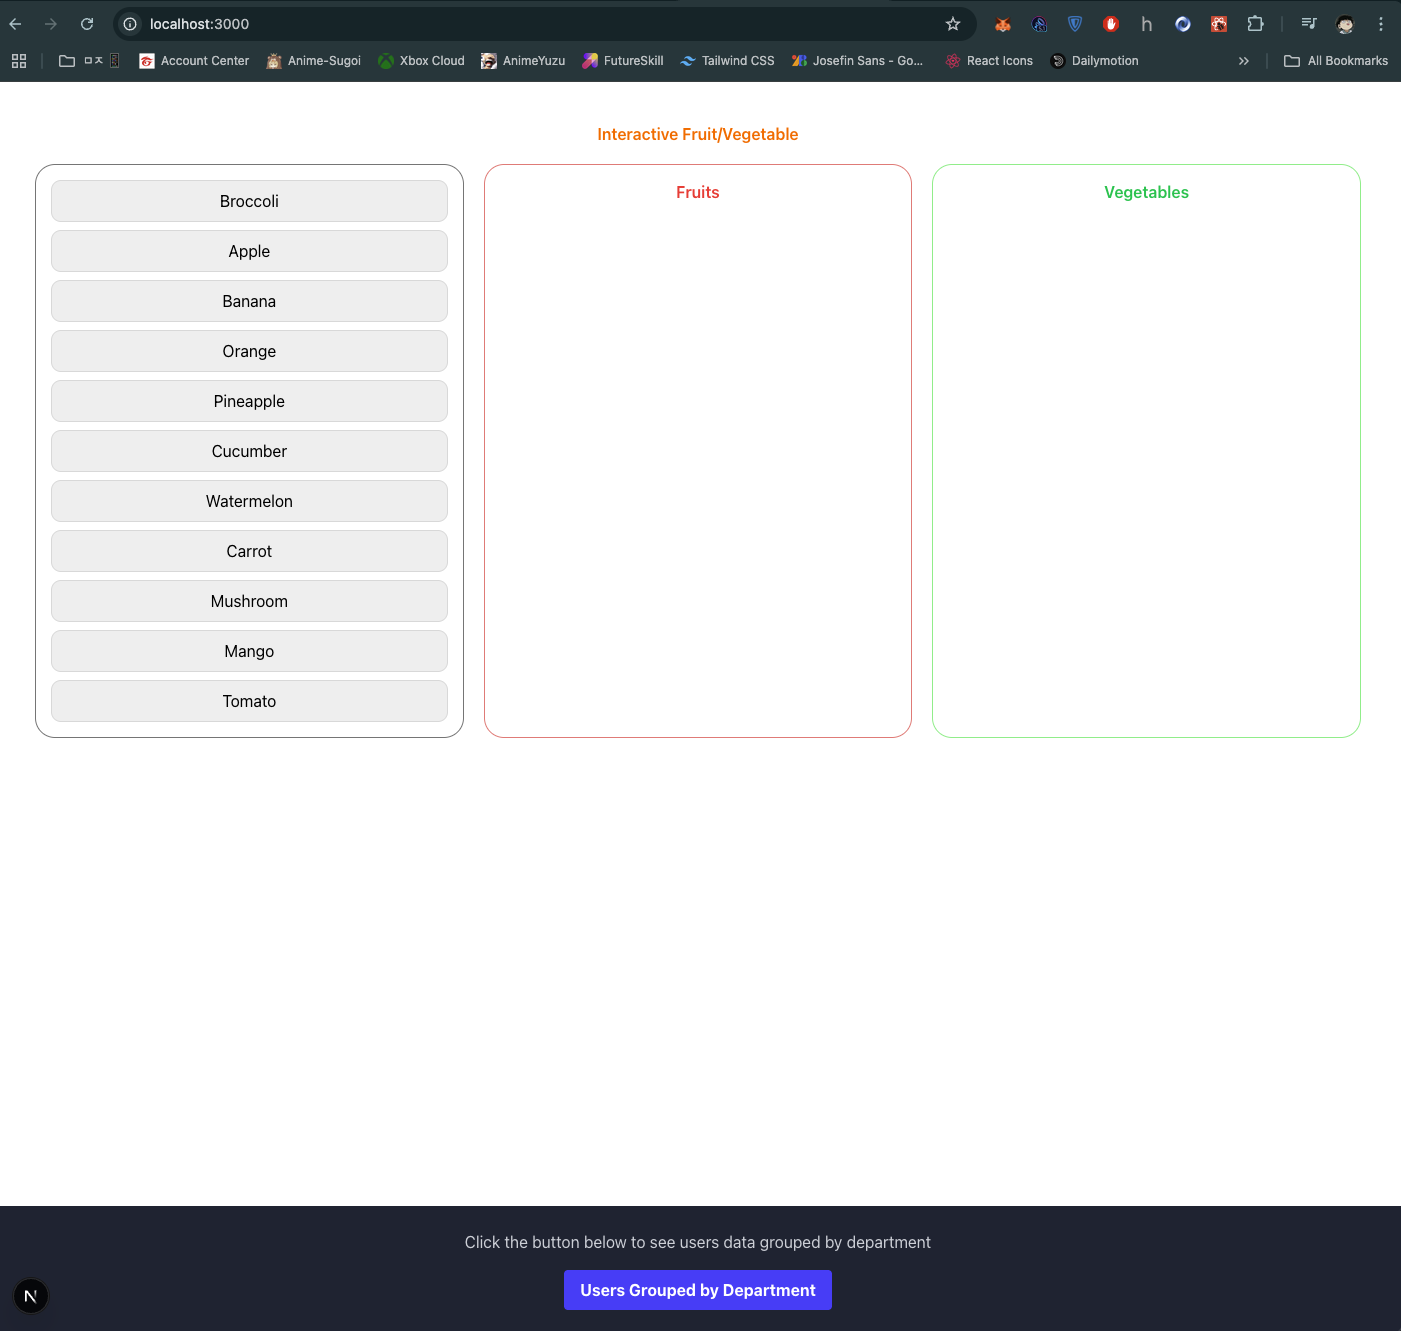 localhost:3000
Account Center
Anime-Sugoi
Xbox Cloud
AnimeYuzu
FutureSkill
Tailwind CSS
Josefin Sans - Go...
React Icons
Dailymotion
All Bookmarks
Interactive Fruit/Vegetable
Broccoli
Apple
Banana
Orange
Pineapple
Cucumber
Watermelon
Carrot
Mushroom
Mango
Tomato
Fruits
Vegetables
Click the button below to see users data grouped by department
Users Grouped by Department
N